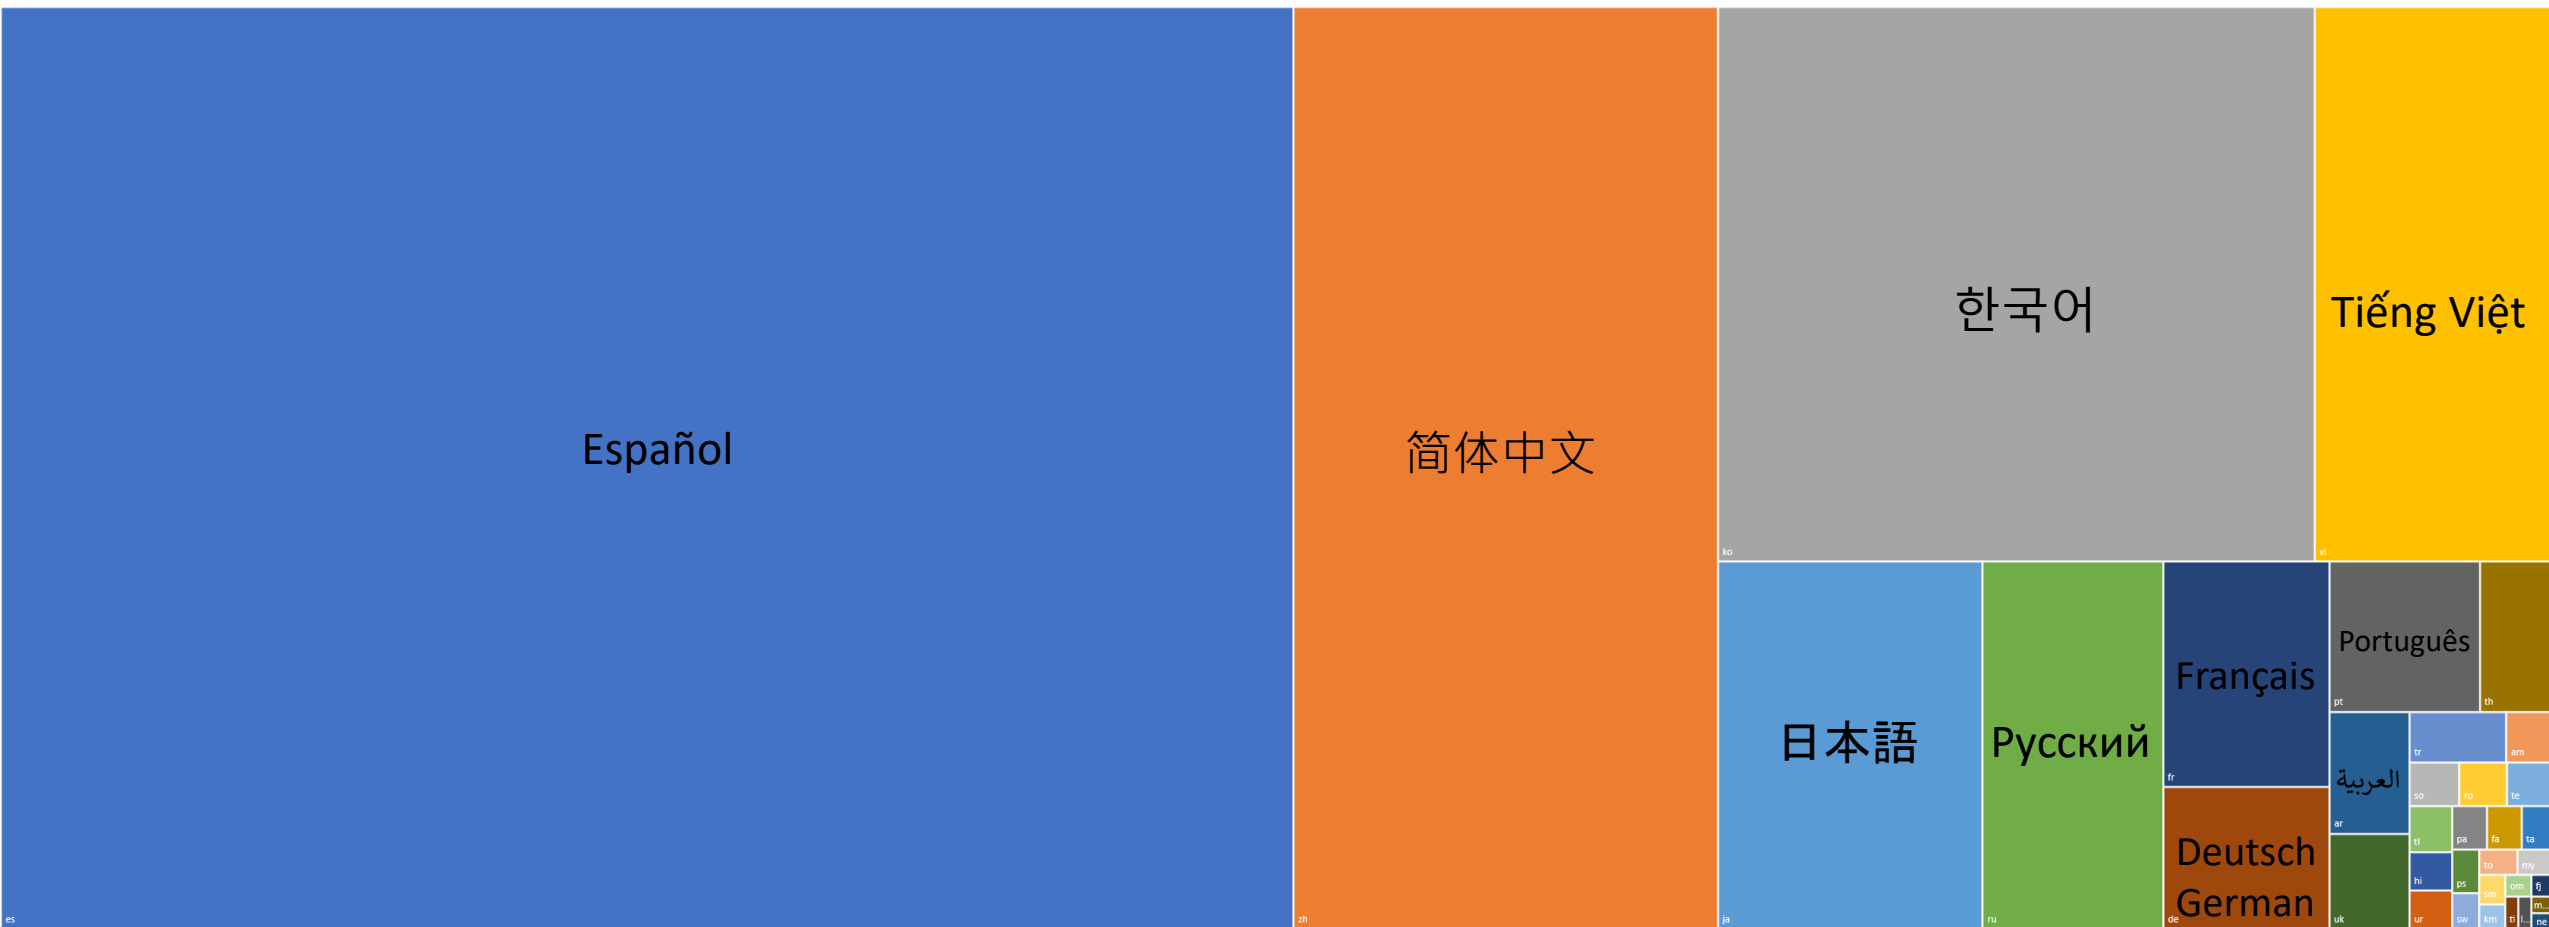 Español
es
简体中文
zh
한국어
ko
Tiếng Việt
vi
日本語
ja
Русский
ru
Français
fr
Deutsch
German
de
Português
pt
th
العربية
ar
uk
tr
am
so
ro
te
tl
pa
fa
ta
hi
ur
ps
sw
to
my
sm
om
fj
km
ti
l...
m...
ne